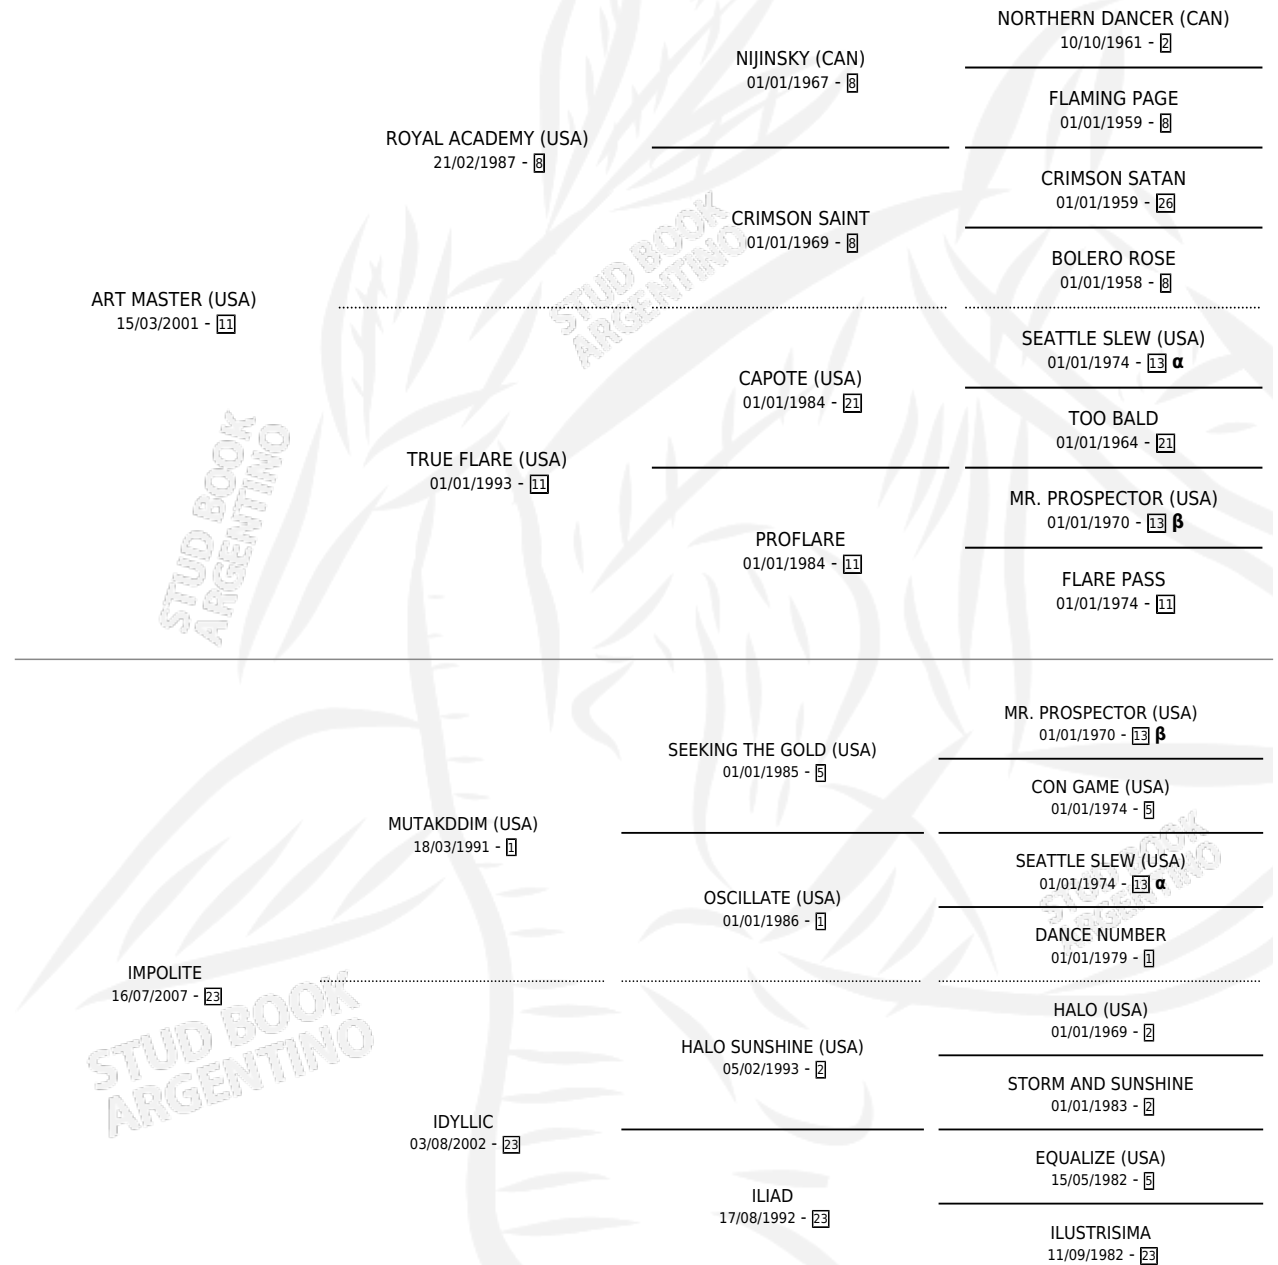 NORTHERN DANCER (CAN)
10/10/1961 - 2
NIJINSKY (CAN)
01/01/1967 - 8
FLAMING PAGE
01/01/1959 - 8
ROYAL ACADEMY (USA)
21/02/1987 - 8
CRIMSON SATAN
01/01/1959 - 26
CRIMSON SAINT
01/01/1969 - 8
BOLERO ROSE
01/01/1958 - 8
ART MASTER (USA)
15/03/2001 - 11
SEATTLE SLEW (USA)
01/01/1974 - 13 α
CAPOTE (USA)
01/01/1984 - 21
TOO BALD
01/01/1964 - 21
TRUE FLARE (USA)
01/01/1993 - 11
MR. PROSPECTOR (USA)
01/01/1970 - 13 β
PROFLARE
01/01/1984 - 11
FLARE PASS
01/01/1974 - 11
MR. PROSPECTOR (USA)
01/01/1970 - 13 β
SEEKING THE GOLD (USA)
01/01/1985 - 5
CON GAME (USA)
01/01/1974 - 5
MUTAKDDIM (USA)
18/03/1991 - 1
SEATTLE SLEW (USA)
01/01/1974 - 13 α
OSCILLATE (USA)
01/01/1986 - 1
DANCE NUMBER
01/01/1979 - 1
IMPOLITE
16/07/2007 - 23
HALO (USA)
01/01/1969 - 2
HALO SUNSHINE (USA)
05/02/1993 - 2
STORM AND SUNSHINE
01/01/1983 - 2
IDYLLIC
03/08/2002 - 23
EQUALIZE (USA)
15/05/1982 - 5
ILIAD
17/08/1992 - 23
ILUSTRISIMA
11/09/1982 - 23
STUD BOOK
ARGENTINO
STUD BOOK
ARGENTINO
STUD BOOK
ARGENTINO
STUD BOOK
ARGENTINO